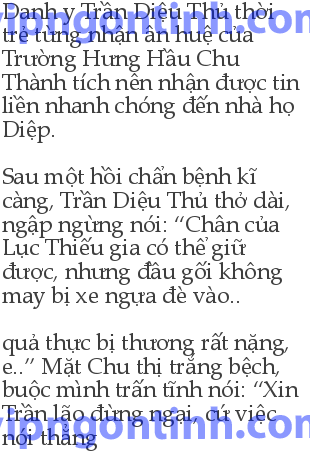 Danh y Trần Diệu Thủ thời
trẻ từng nhận ân huệ của
Trường Hưng Hầu Chu
Thành tích nên nhận được tin
liền nhanh chóng đến nhà họ
Diệp.
Sau một hồi chẩn bệnh kĩ
càng, Trần Diệu Thủ thở dài,
ngập ngừng nói: “Chân của
Lục Thiếu gia có thể giữ
được, nhưng đầu gối không
may bị xe ngựa đè vào..
quả thực bị thương rất nặng,
e..” Mặt Chu thị trắng bệch,
buộc mình trấn tĩnh nói: “Xin
Trần lão đừng ngại, cứ việc
nói thẳng
vipngontinh.com
vipngontinh.com